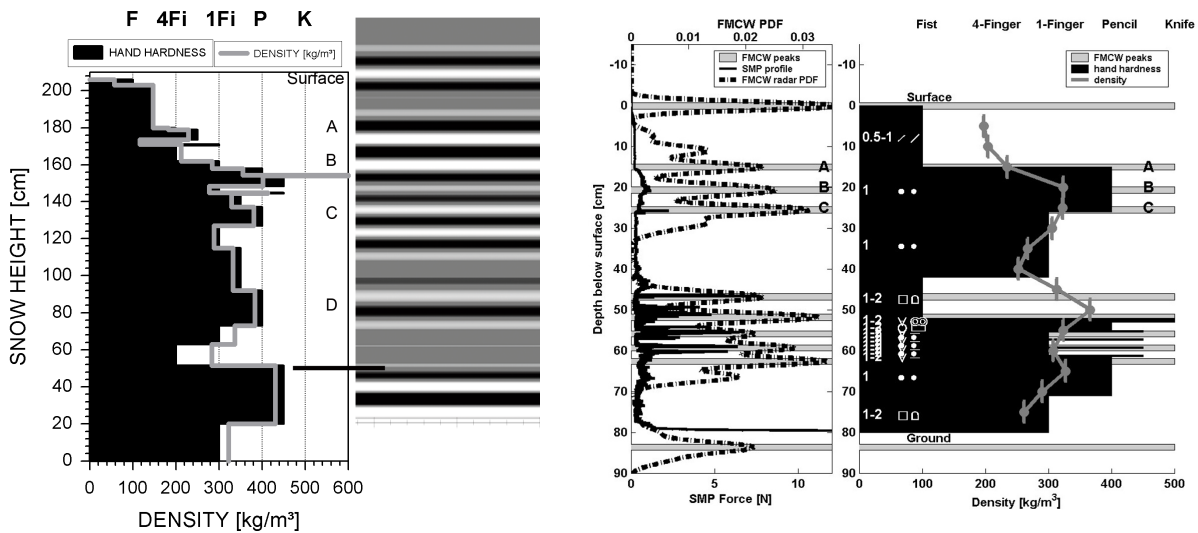 F 4Fi 1Fi P K
HAND HARDNESS
DENSITY [kg/m³]
Surface
A
B
C
D
200
180
160
140
120
100
80
60
40
20
0
SNOW HEIGHT [cm]
0 100 200 300 400 500 600
DENSITY [kg/m³]
FMCW PDF
0 0.01 0.02 0.03
FMCW peaks
SMP profile
FMCW radar PDF
-10
0
10
20
30
40
50
60
70
80
90
Depth below surface [cm]
A
B
C
0 5 10
SMP Force [N]
Fist 4-Finger 1-Finger Pencil Knife
FMCW peaks
hand hardness
density
-10
0
10
20
30
40
50
60
70
80
90
Surface
0.5-1
A
1
B
C
1
1-2
1-2
1
1-2
Ground
0 100 200 300 400 500
Density [kg/m³]